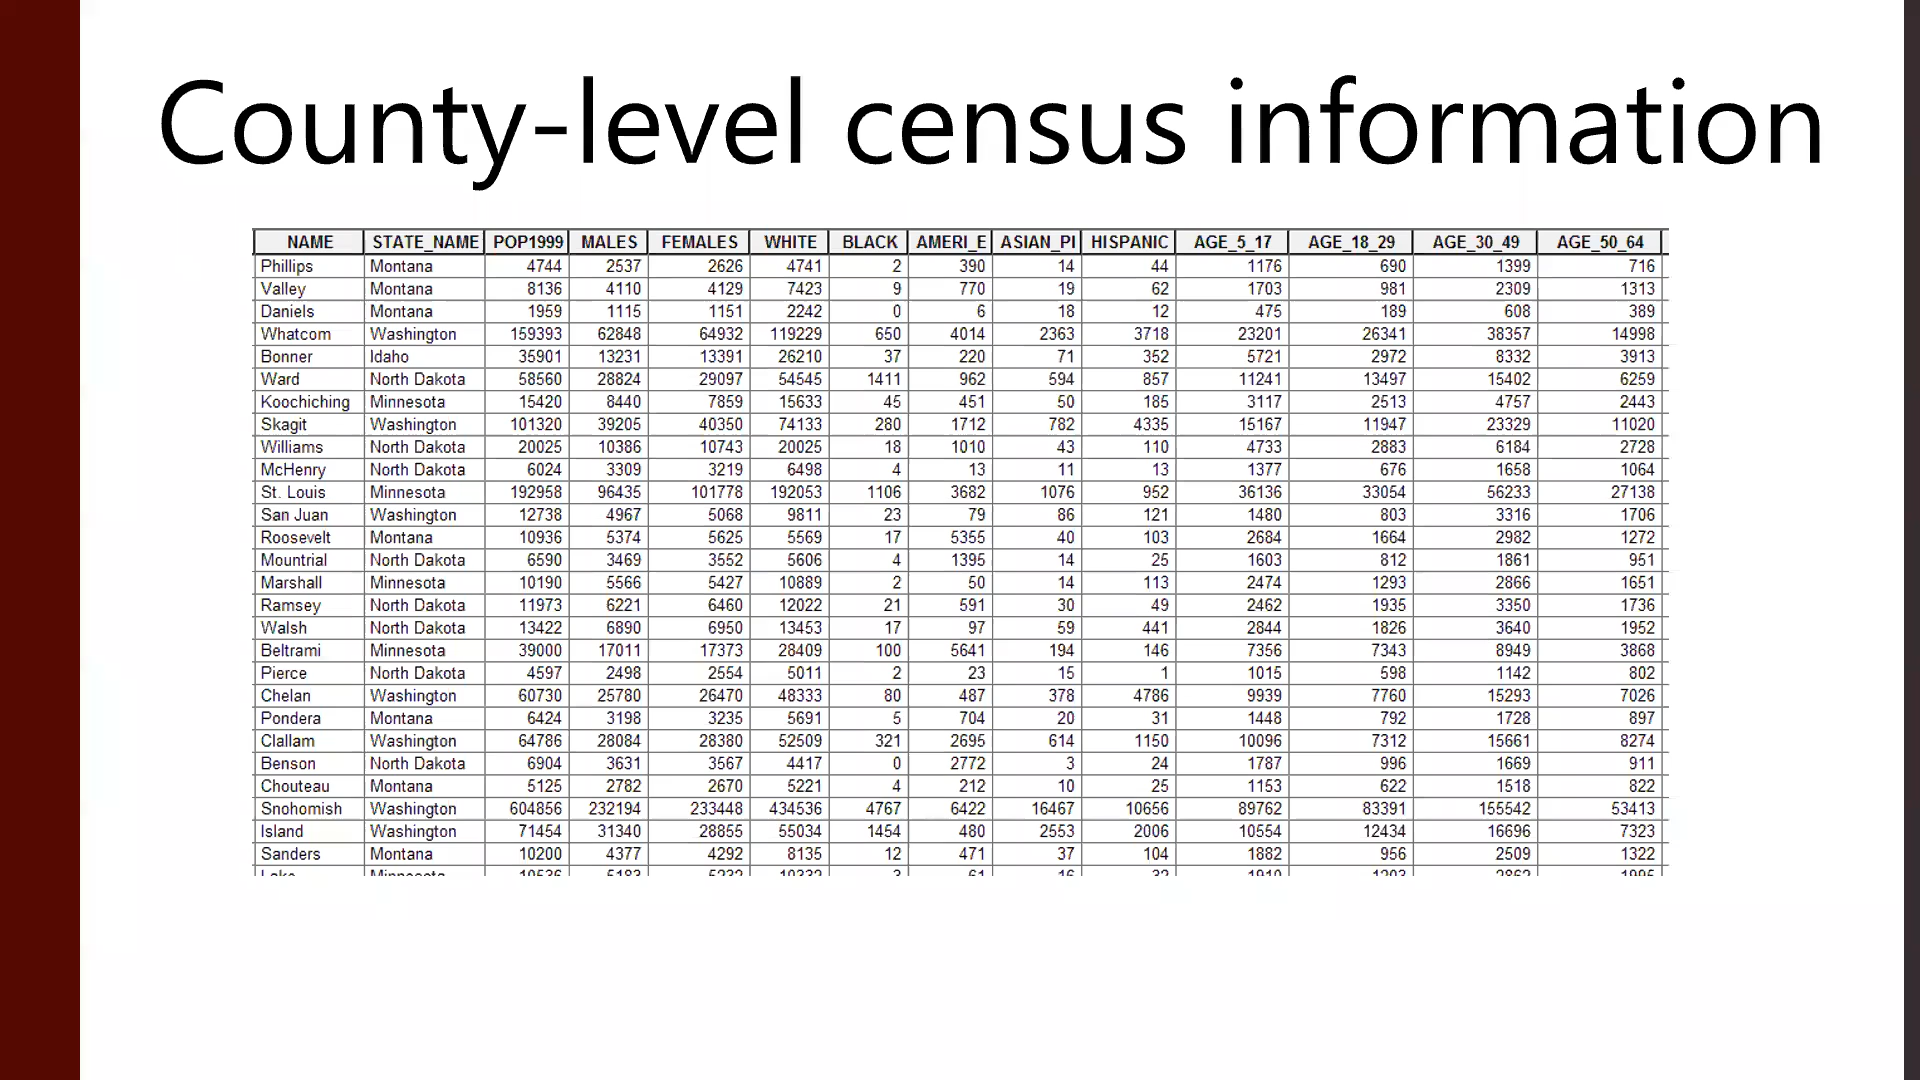 County-level census information
NAME STATE_NAME POP1999 MALES FEMALES WHITE BLACK AMERI_E ASIAN_PI HISPANIC AGE_5_17 AGE_18_29 AGE_30_49 AGE_50_64
Phillips Montana 4744 2537 2626 4741 2 390 14 44 1176 690 1399 716
Valley Montana 8136 4110 4129 7423 9 770 19 62 1703 981 2309 1313
Daniels Montana 1959 1115 1151 2242 0 6 18 12 475 189 608 389
Whatcom Washington 159393 62848 64932 119229 650 4014 2363 3718 23201 26341 38357 14998
Bonner Idaho 35901 13231 13391 26210 37 220 71 352 5721 2972 8332 3913
Ward North Dakota 58560 28824 29097 54545 1411 962 594 857 11241 13497 15402 6259
Koochiching Minnesota 15420 8440 7859 15633 45 451 50 185 3117 2513 4757 2443
Skagit Washington 101320 39205 40350 74133 280 1712 782 4335 15167 11947 23329 11020
Williams North Dakota 20025 10386 10743 20025 18 1010 43 110 4733 2883 6184 2728
McHenry North Dakota 6024 3309 3219 6498 4 13 11 13 1377 676 1658 1064
St. Louis Minnesota 192958 96435 101778 192053 1106 3682 1076 952 36136 33054 56233 27138
San Juan Washington 12738 4967 5068 9811 23 79 86 121 1480 803 3316 1706
Roosevelt Montana 10936 5374 5625 5569 17 5355 40 103 2684 1664 2982 1272
Mountrial North Dakota 6590 3469 3552 5606 4 1395 14 25 1603 812 1861 951
Marshall Minnesota 10190 5566 5427 10889 2 50 14 113 2474 1293 2866 1651
Ramsey North Dakota 11973 6221 6460 12022 21 591 30 49 2462 1935 3350 1736
Walsh North Dakota 13422 6890 6950 13453 17 97 59 441 2844 1826 3640 1952
Beltrami Minnesota 39000 17011 17373 28409 100 5641 194 146 7356 7343 8949 3868
Pierce North Dakota 4597 2498 2554 5011 2 23 15 1 1015 598 1142 802
Chelan Washington 60730 25780 26470 48333 80 487 378 4786 9939 7760 15293 7026
Pondera Montana 6424 3198 3235 5691 5 704 20 31 1448 792 1728 897
Clallam Washington 64786 28084 28380 52509 321 2695 614 1150 10096 7312 15661 8274
Benson North Dakota 6904 3631 3567 4417 0 2772 3 24 1787 996 1669 911
Chouteau Montana 5125 2782 2670 5221 4 212 10 25 1153 622 1518 822
Snohomish Washington 604856 232194 233448 434536 4767 6422 16467 10656 89762 83391 155542 53413
Island Washington 71454 31340 28855 55034 1454 480 2553 2006 10554 12434 16696 7323
Sanders Montana 10200 4377 4292 8135 12 471 37 104 1882 956 2509 1322
Lake Minnesota